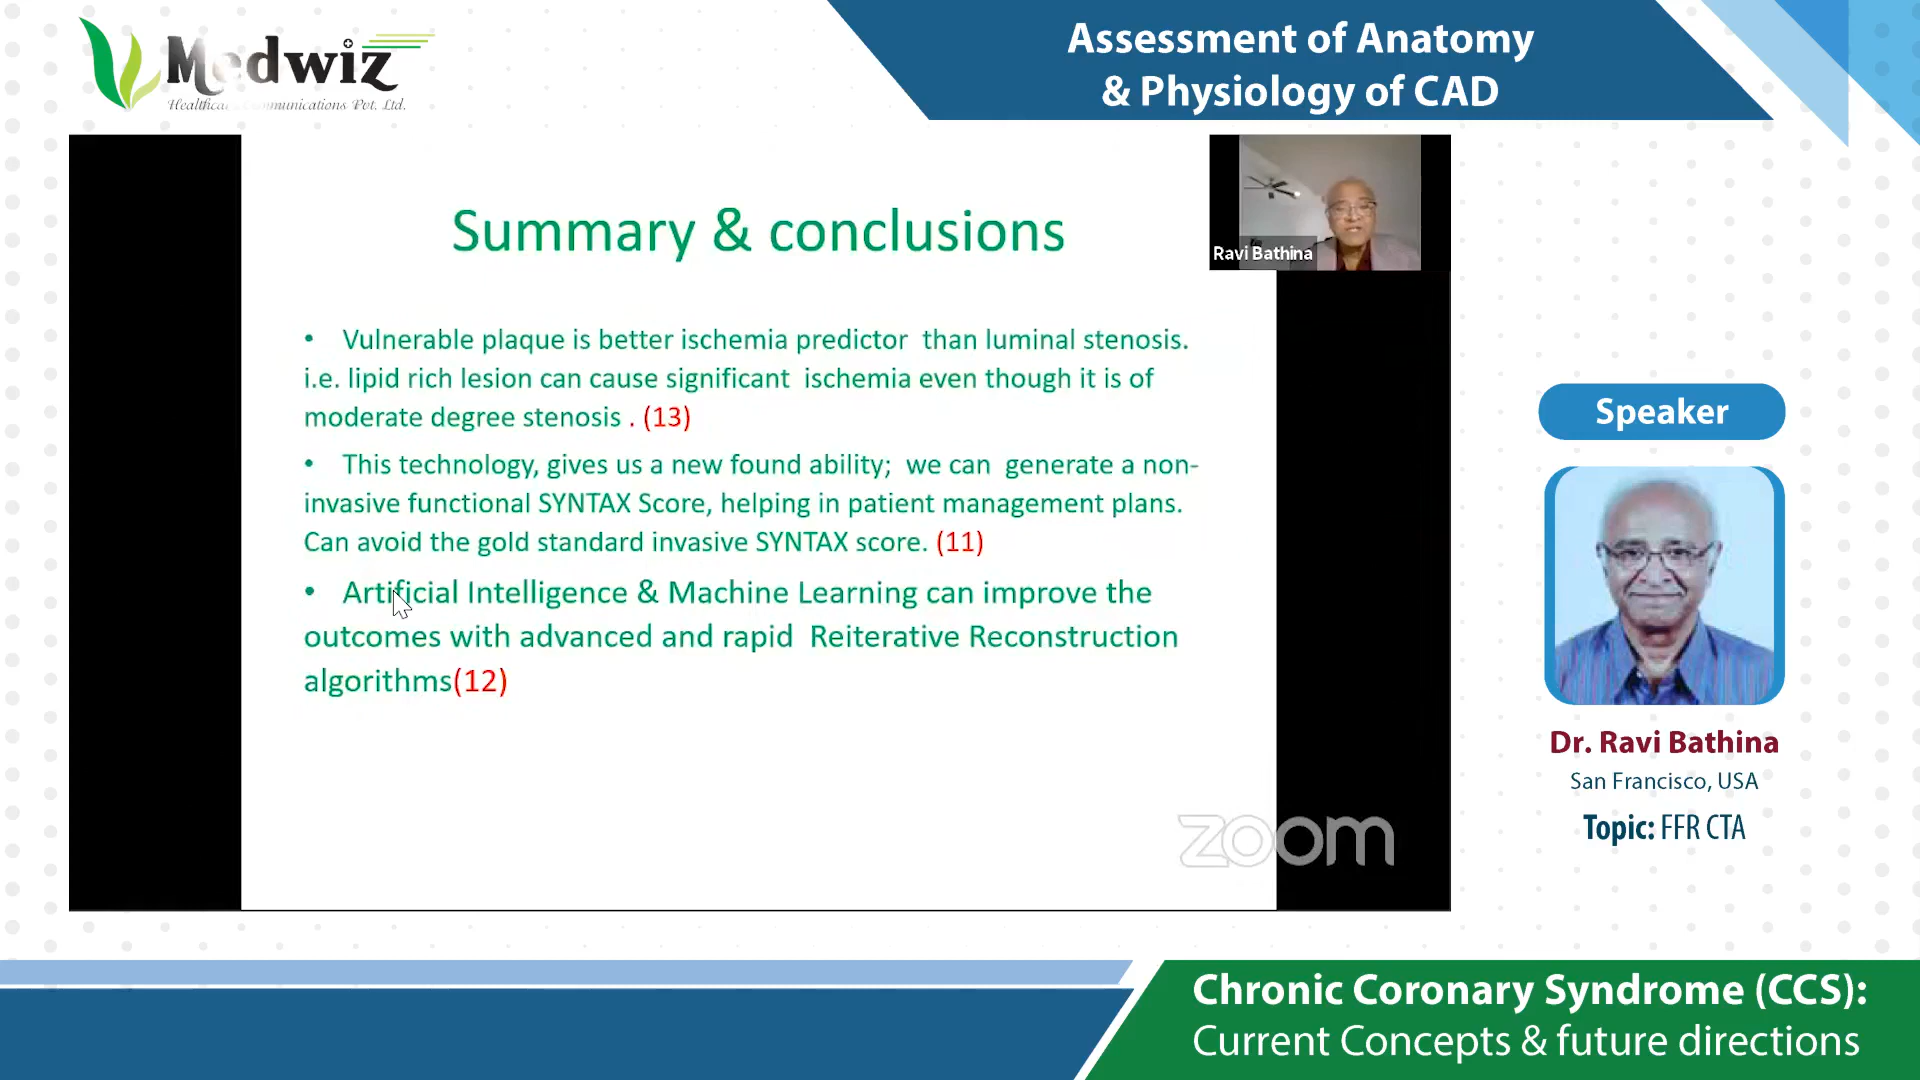 Medwiz
Healthcare Communications Pvt. Ltd.
Assessment of Anatomy
& Physiology of CAD
Ravi Bathina
Summary & conclusions
• Vulnerable plaque is better ischemia predictor than luminal stenosis.
i.e. lipid rich lesion can cause significant ischemia even though it is of
moderate degree stenosis . (13)
• This technology, gives us a new found ability; we can generate a non-
invasive functional SYNTAX Score, helping in patient management plans.
Can avoid the gold standard invasive SYNTAX score. (11)
• Artificial Intelligence & Machine Learning can improve the
outcomes with advanced and rapid Reiterative Reconstruction
algorithms(12)
zoom
Speaker
Dr. Ravi Bathina
San Francisco, USA
Topic: FFR CTA
Chronic Coronary Syndrome (CCS):
Current Concepts & future directions